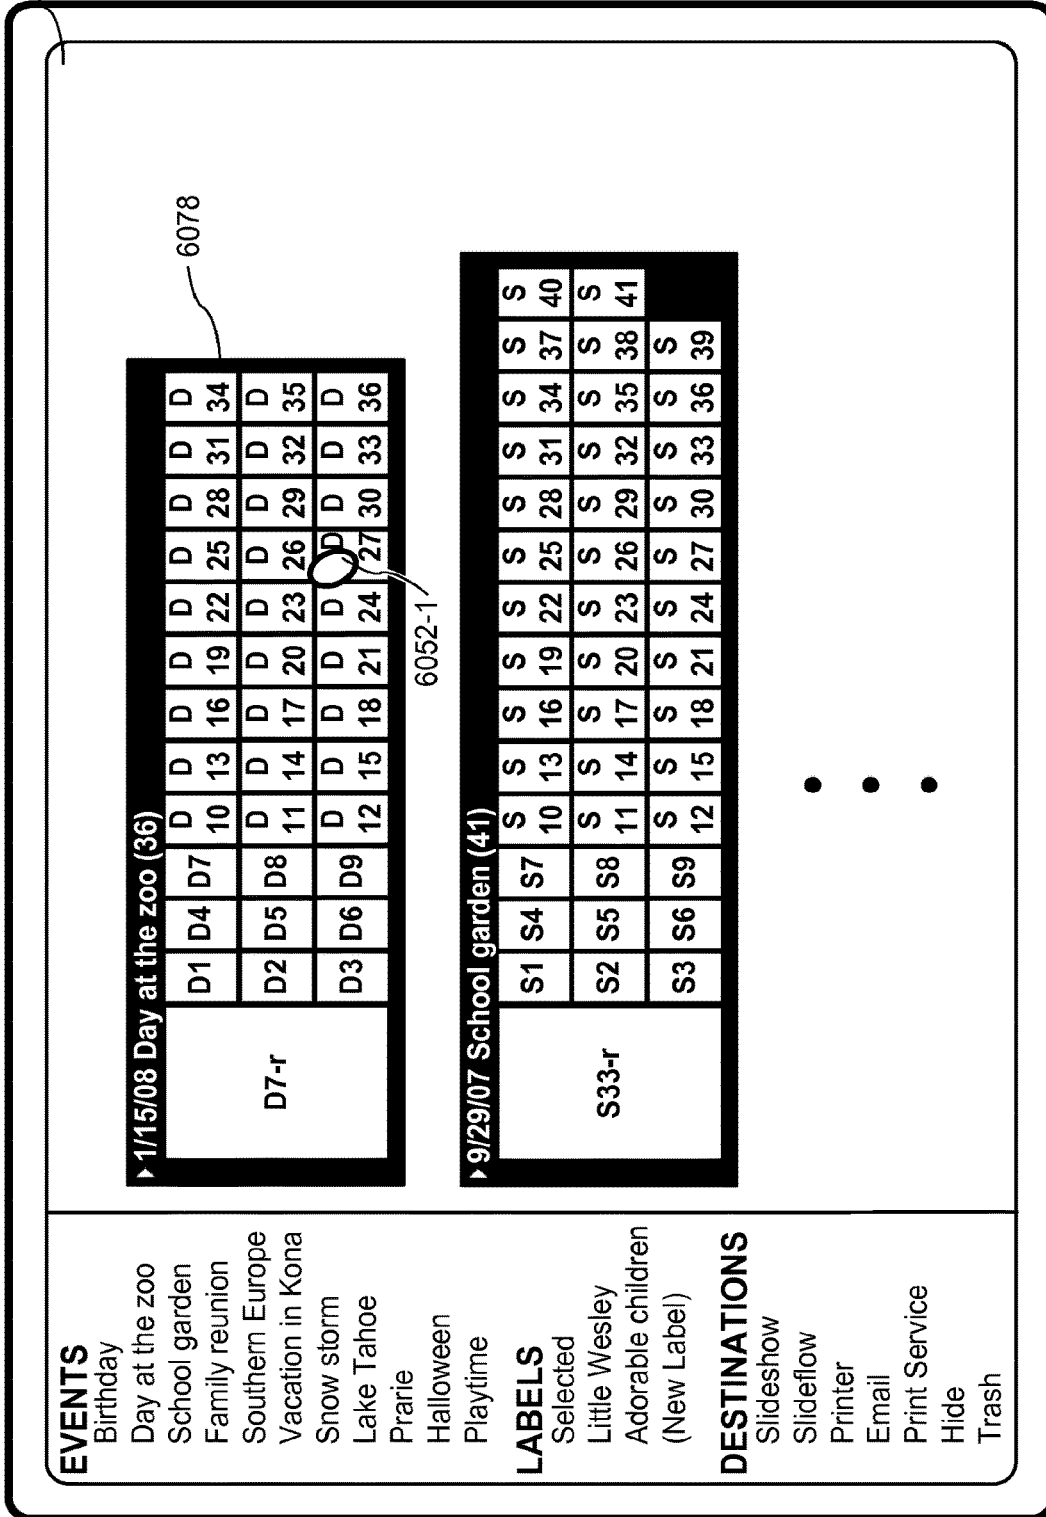 EVENTS
Birthday
Day at the zoo
School garden
Family reunion
Southern Europe
Vacation in Kona
Snow storm
Lake Tahoe
Prarie
Halloween
Playtime
LABELS
Selected
Little Wesley
Adorable children
(New Label)
DESTINATIONS
Slideshow
Slideflow
Printer
Email
Print Service
Hide
Trash
1/15/08 Day at the zoo (36)
D7-r
D1 D4 D7 D 10 D 13 D 16 D 19 D 22 D 25 D 28 D 31 D 34
D2 D5 D8 D 11 D 14 D 17 D 20 D 23 D 26 D 29 D 32 D 35
D3 D6 D9 D 12 D 15 D 18 D 21 D 24 D 27 D 30 D 33 D 36
6078
6052-1
9/29/07 School garden (41)
S33-r
S1 S4 S7 S 10 S 13 S 16 S 19 S 22 S 25 S 28 S 31 S 34 S 37 S 40
S2 S5 S8 S 11 S 14 S 17 S 20 S 23 S 26 S 29 S 32 S 35 S 38 S 41
S3 S6 S9 S 12 S 15 S 18 S 21 S 24 S 27 S 30 S 33 S 36 S 39